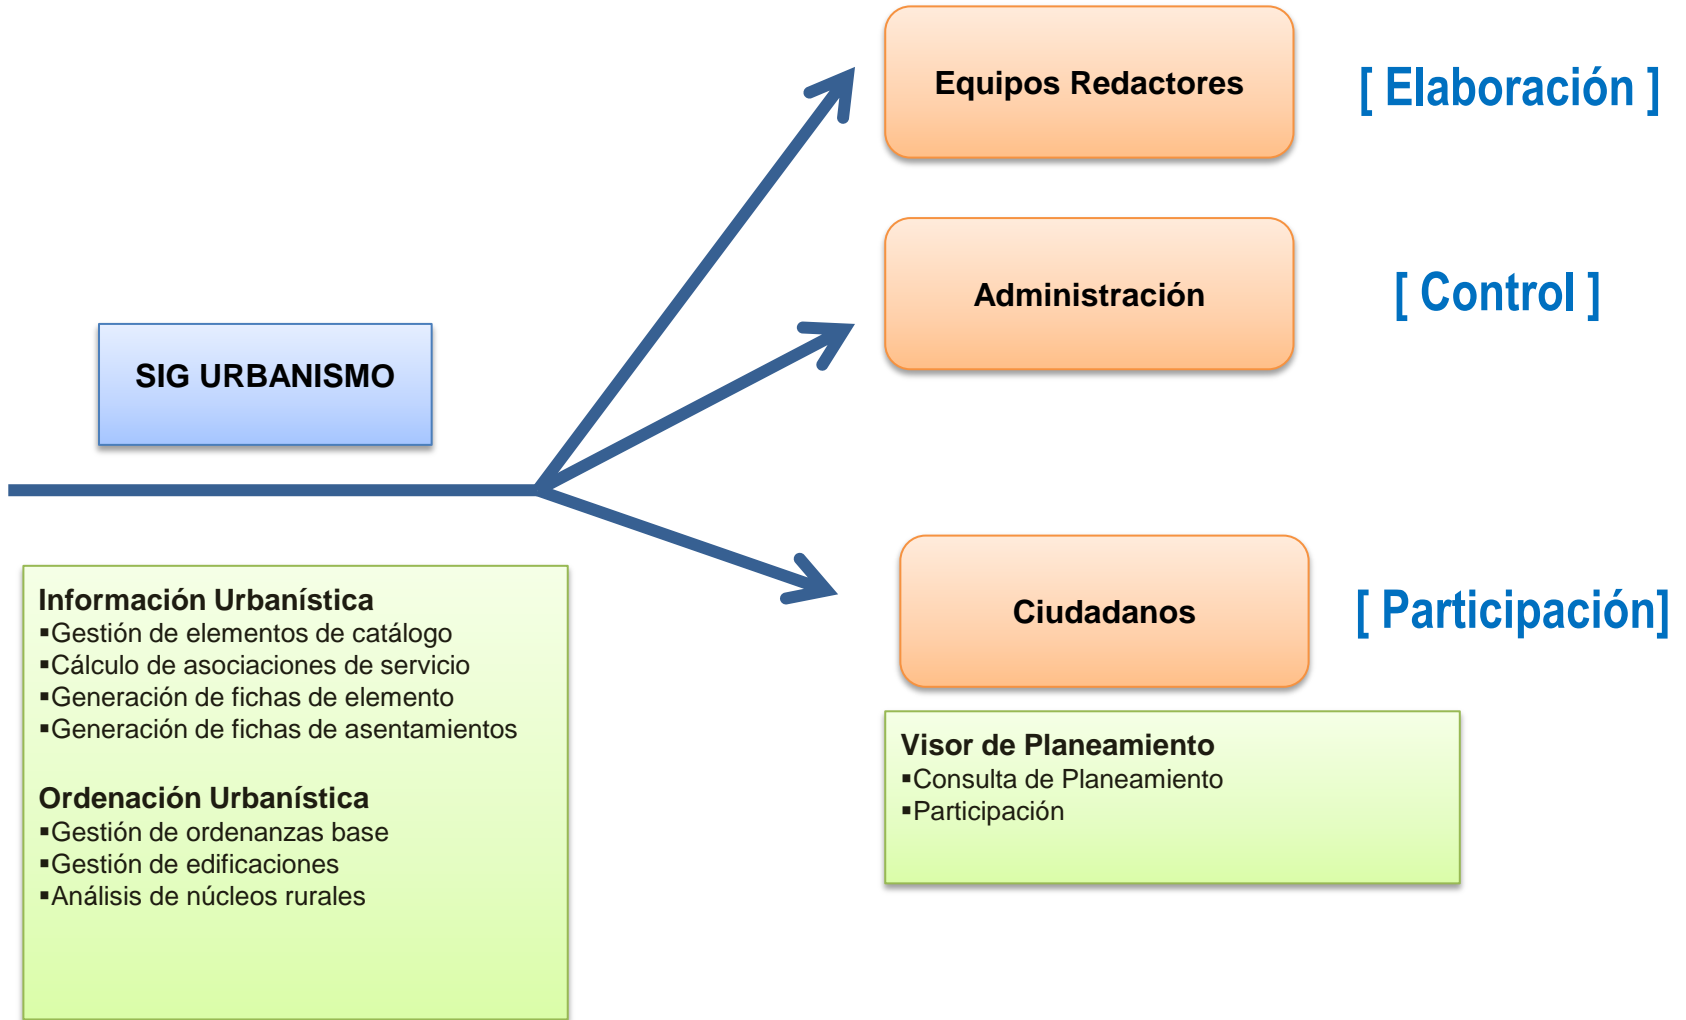 Equipos Redactores
[ Elaboración ]
Administración
[ Control ]
SIG URBANISMO
Información Urbanística
▪Gestión de elementos de catálogo
▪Cálculo de asociaciones de servicio
▪Generación de fichas de elemento
▪Generación de fichas de asentamientos
Ordenación Urbanística
▪Gestión de ordenanzas base
▪Gestión de edificaciones
▪Análisis de núcleos rurales
Ciudadanos
[ Participación]
Visor de Planeamiento
▪Consulta de Planeamiento
▪Participación